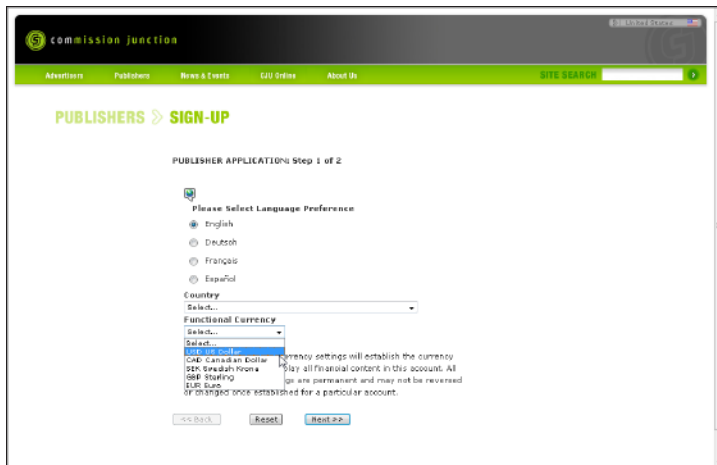 United States
commission junction
Advertisers Publishers News & Events CJU Online About Us SITE SEARCH
PUBLISHERS SIGN-UP
PUBLISHER APPLICATION: Step 1 of 2
Please Select Language Preference
English
Deutsch
Français
Español
Country
Select...
Functional Currency
Select...
Select...
USD US Dollar
CAD Canadian Dollar
SEK Swedish Krona
GBP Sterling
EUR Euro
rrency settings will establish the currency
play all financial content in this account. All
gs are permanent and may not be reversed
or changed once established for a particular account.
<< Back Reset Next >>